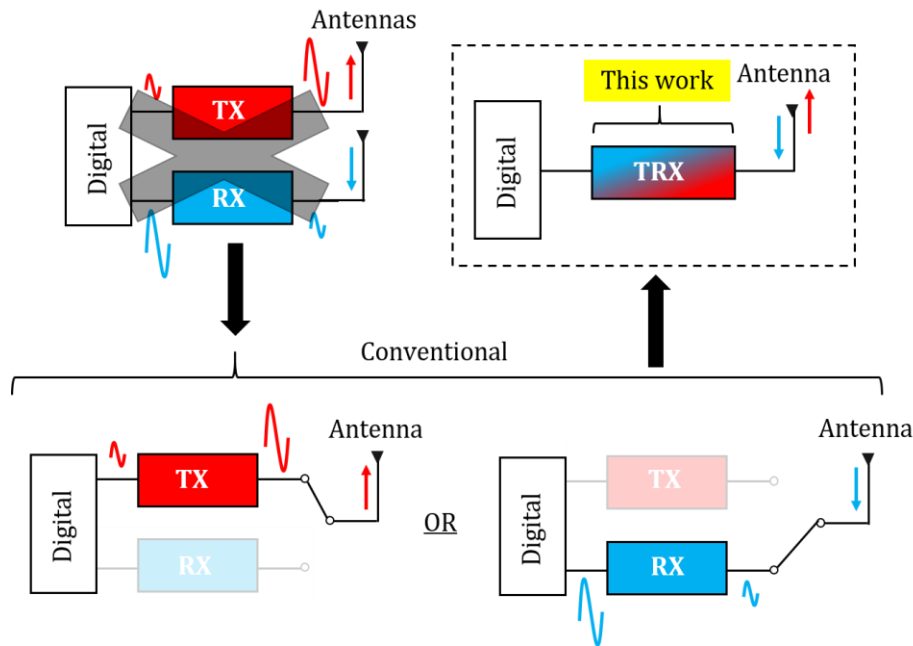 Antennas
Digital
TX
RX
This work
Antenna
Digital
TRX
Conventional
Digital
TX
RX
Antenna
OR
Digital
TX
RX
Antenna